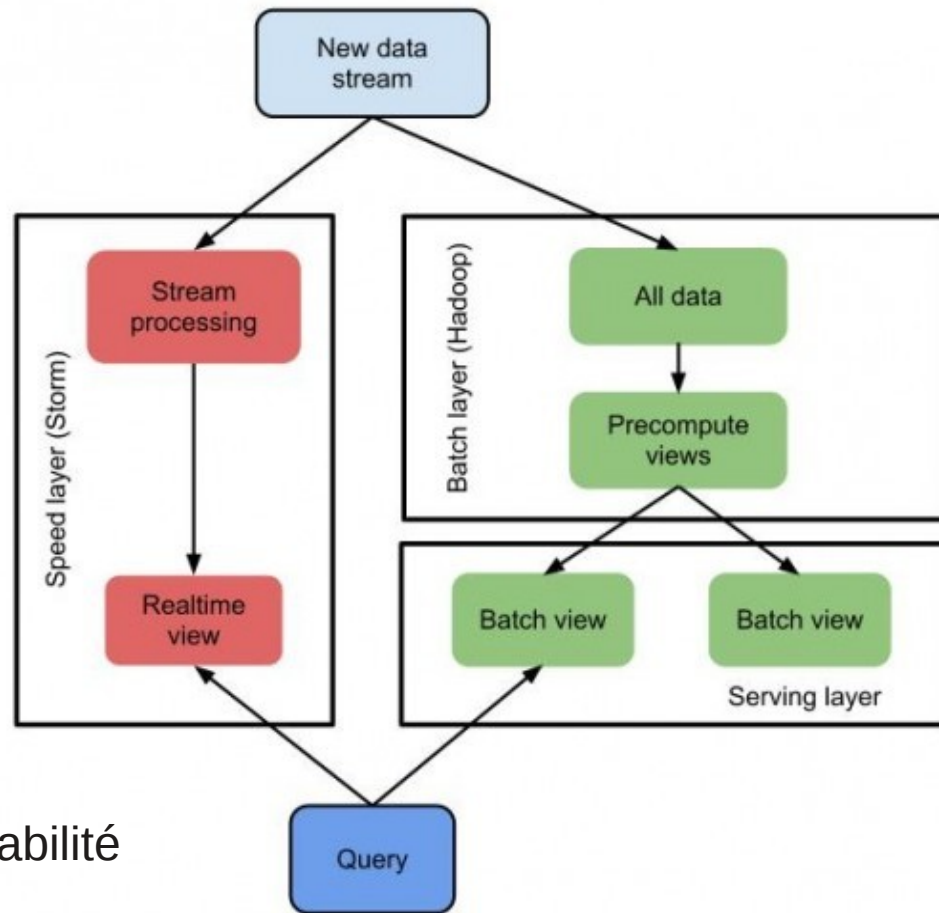 New data
stream
Speed layer (Storm)
Stream
processing
Realtime
view
Batch layer (Hadoop)
All data
Precompute
views
Batch view
Batch view
Serving layer
abilité
Query